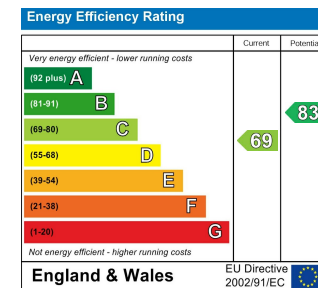 Energy Efficiency Rating
Current Potentia
Very energy efficient - lower running costs
(92 plus) A
(81-91) B
83
(69-80) C
69
(55-68) D
(39-54) E
(21-38) F
(1-20) G
Not energy efficient - higher running costs
England & Wales
EU Directive
2002/91/EC